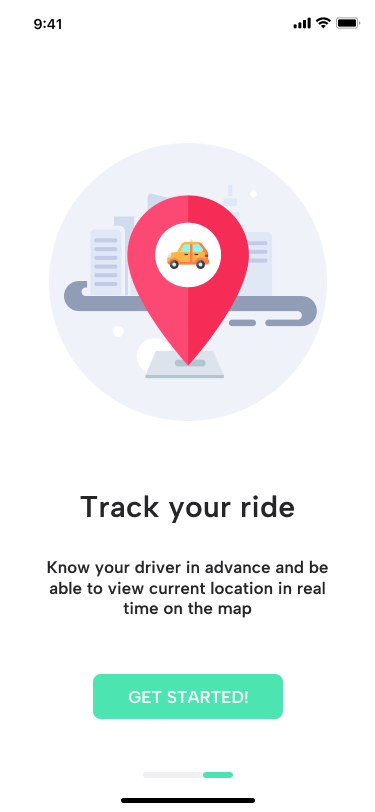 9:41
Track your ride
Know your driver in advance and be
able to view current location in real
time on the map
GET STARTED!